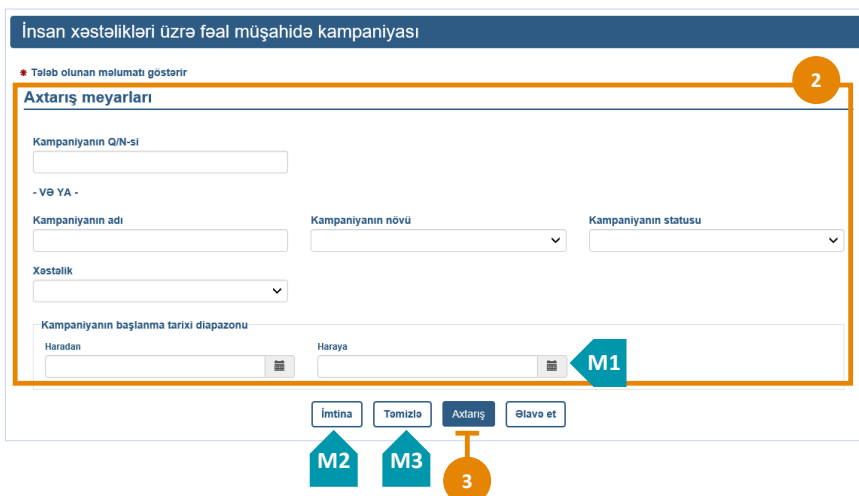 İnsan xəstəlikləri üzrə fəal müşahidə kampaniyası
* Tələb olunan məlumatı göstərir
2
Axtarış meyarları
Kampaniyanın Q/N-si
- VƏ YA -
Kampaniyanın adı Kampaniyanın növü Kampaniyanın statusu
Xəstəlik
Kampaniyanın başlanma tarixi diapazonu
Haradan Haraya
M1
İmtina Təmizlə Axtarış Əlavə et
M2 M3
3